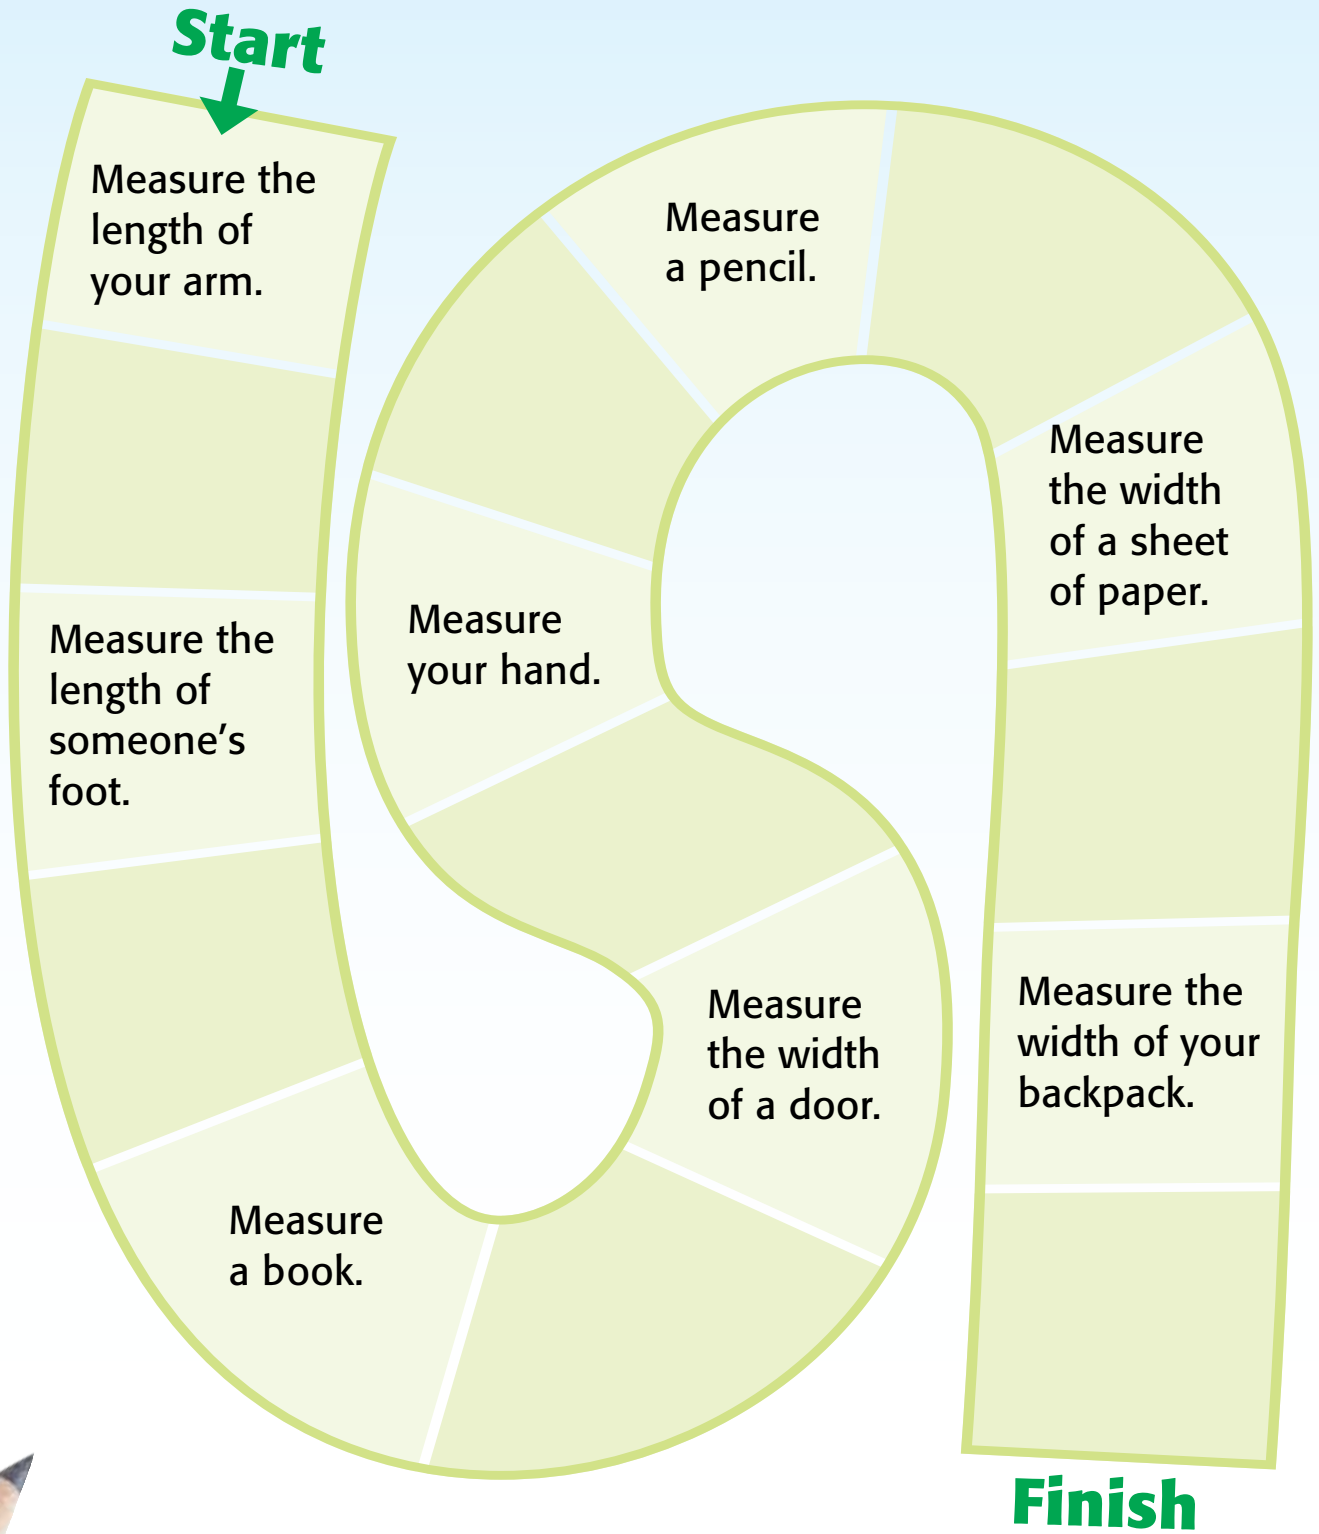 Start
Measure the
length of
your arm.
Measure the
length of
someone’s
foot.
Measure
a book.
Measure
the width
of a door.
Measure
your hand.
Measure
a pencil.
Measure
the width
of a sheet
of paper.
Measure the
width of your
backpack.
Finish